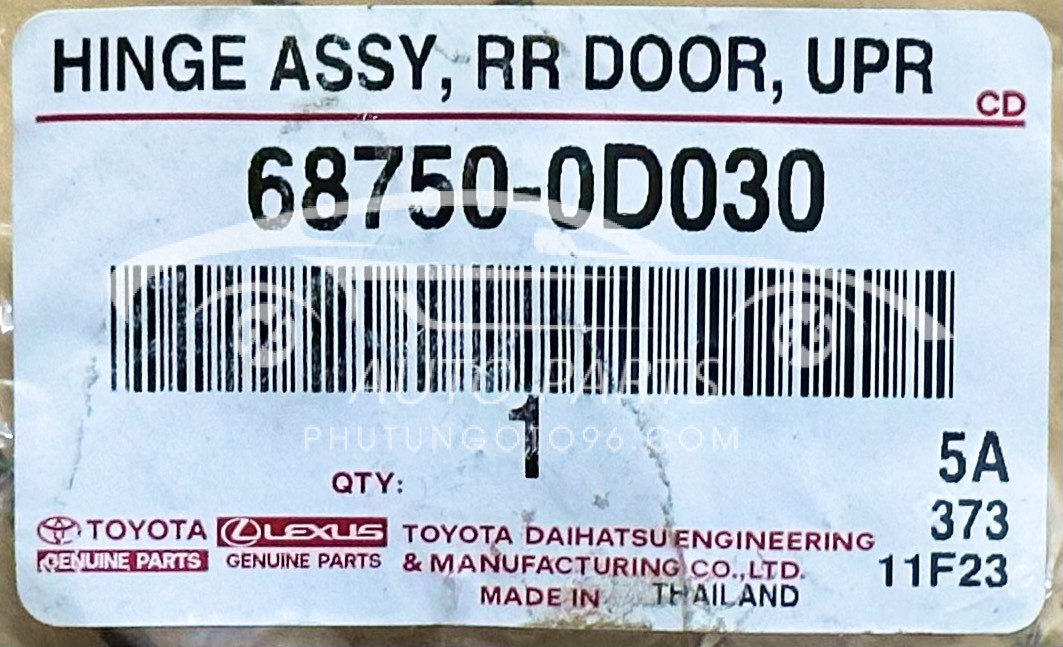 HINGE ASSY, RR DOOR, UPR
CD
68750-0D030
AUTO PARTS
PHUTUNGOTO96.COM
QTY: 1
5A
373
11F23
TOYOTA
GENUINE PARTS
LEXUS
GENUINE PARTS
TOYOTA DAIHATSU ENGINEERING
& MANUFACTURING CO.,LTD.
MADE IN THAILAND